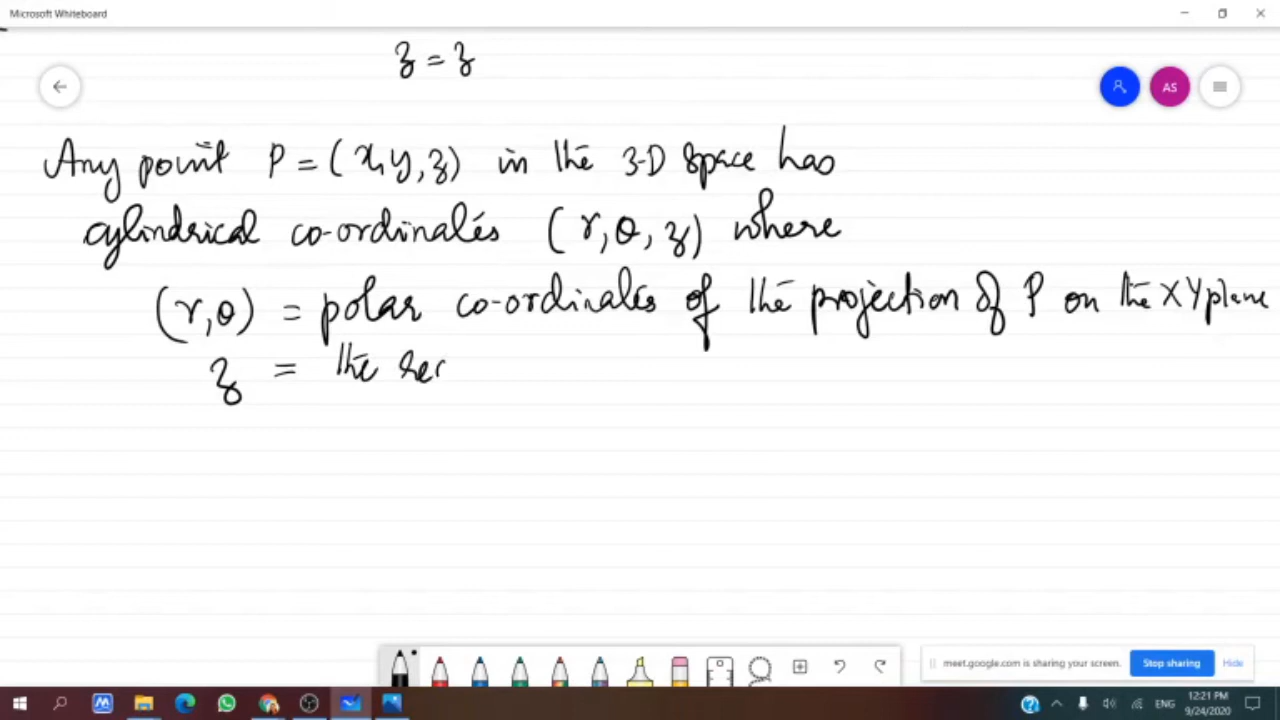 Microsoft Whiteboard
z = z
AS
Any point P = (x, y, z) in the 3-D space has
cylindrical co-ordinates (r, θ, z) where
(r, θ) = polar co-ordinates of the projection of P on the XY plane
z = the rec
meet.google.com is sharing your screen.
Stop sharing
Hide
ENG
12:21 PM
9/24/2020